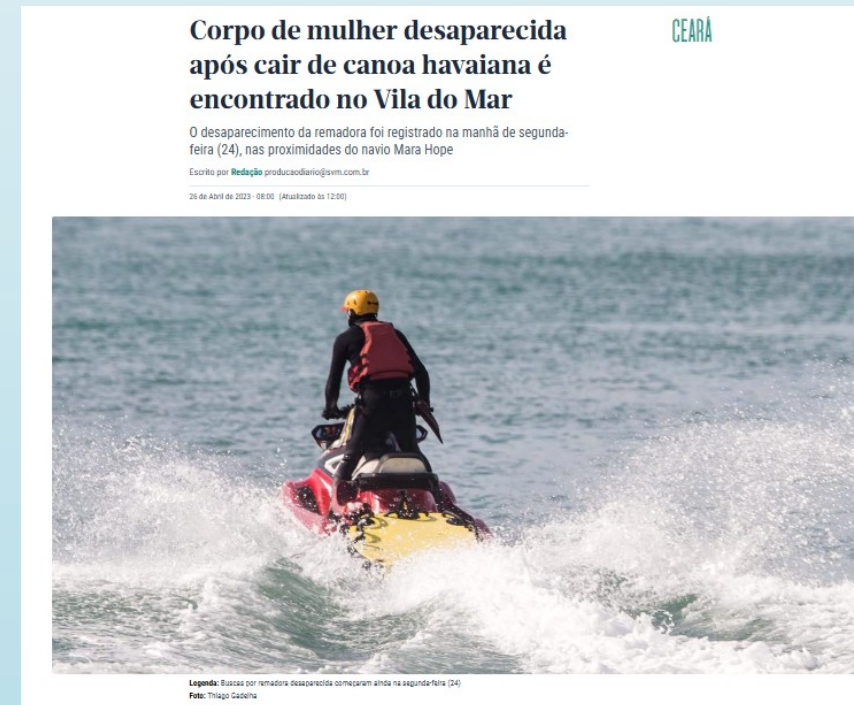 Corpo de mulher desaparecida
após cair de canoa havaiana é
encontrado no Vila do Mar
CEARÁ
O desaparecimento da remadora foi registrado na manhã de segunda-
feira (24), nas proximidades do navio Mara Hope
Escrito por Redação producaodiario@svm.com.br
26 de Abril de 2023 - 08:00 (Atualizado às 12:00)
Legenda: Buscas por remadora desaparecida começaram ainda na segunda-feira (24)
Foto: Thiago Gadelha